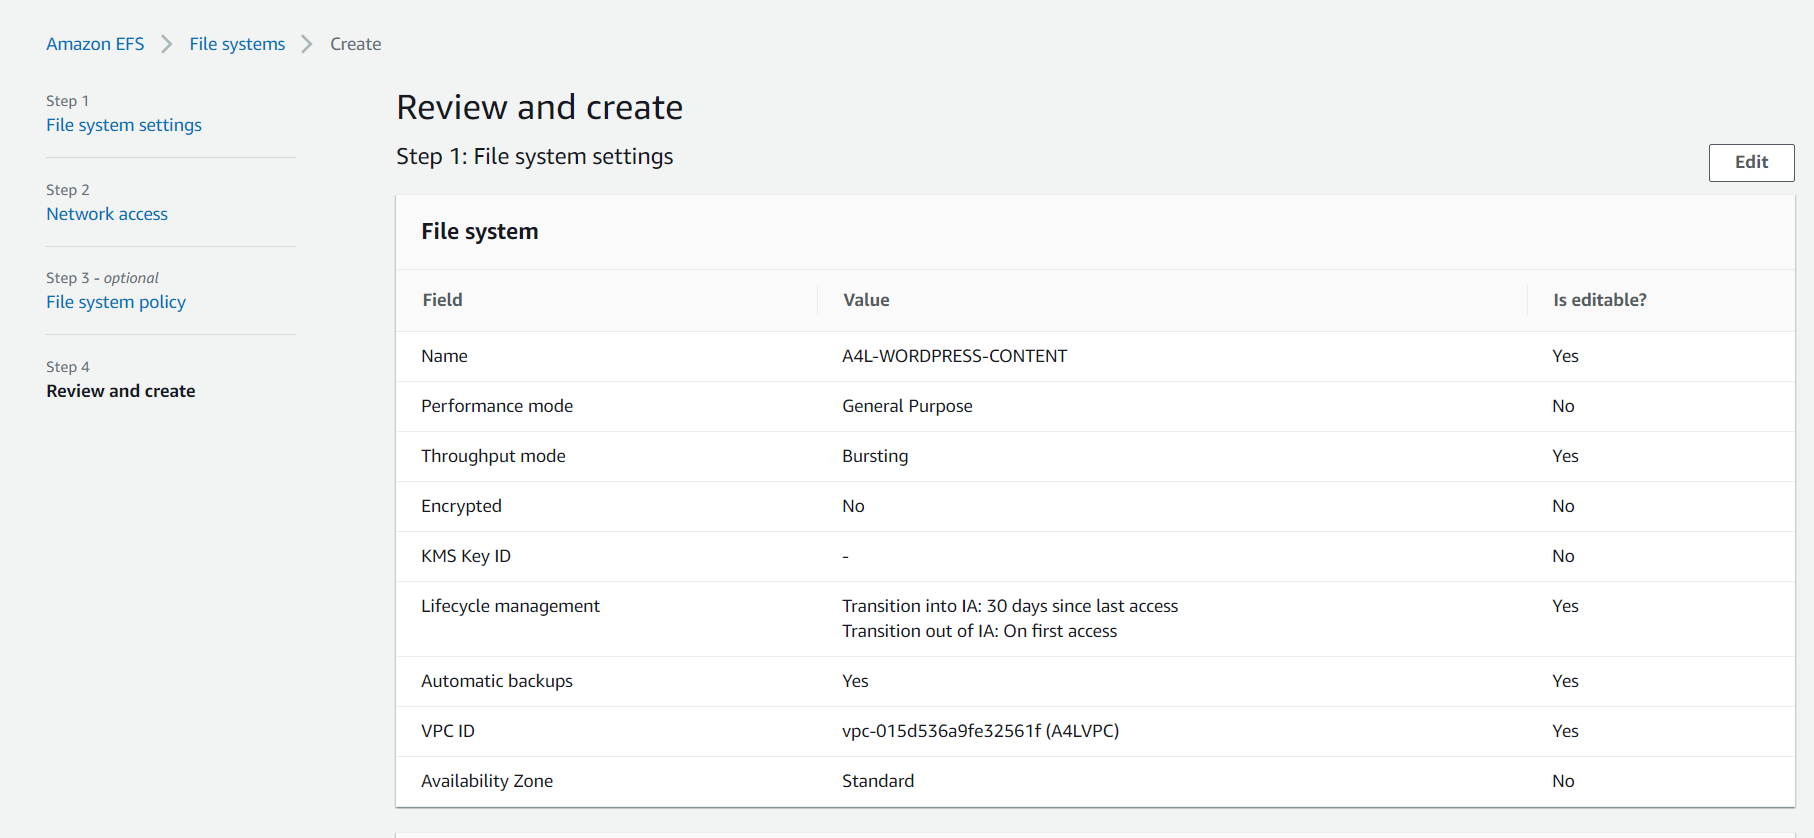 Amazon EFS > File systems > Create
Step 1
File system settings
Step 2
Network access
Step 3 - optional
File system policy
Step 4
Review and create
Review and create
Step 1: File system settings
Edit
File system
Field Value Is editable?
Name A4L-WORDPRESS-CONTENT Yes
Performance mode General Purpose No
Throughput mode Bursting Yes
Encrypted No No
KMS Key ID - No
Lifecycle management Transition into IA: 30 days since last access Yes
Transition out of IA: On first access
Automatic backups Yes Yes
VPC ID vpc-015d536a9fe32561f (A4LVPC) Yes
Availability Zone Standard No